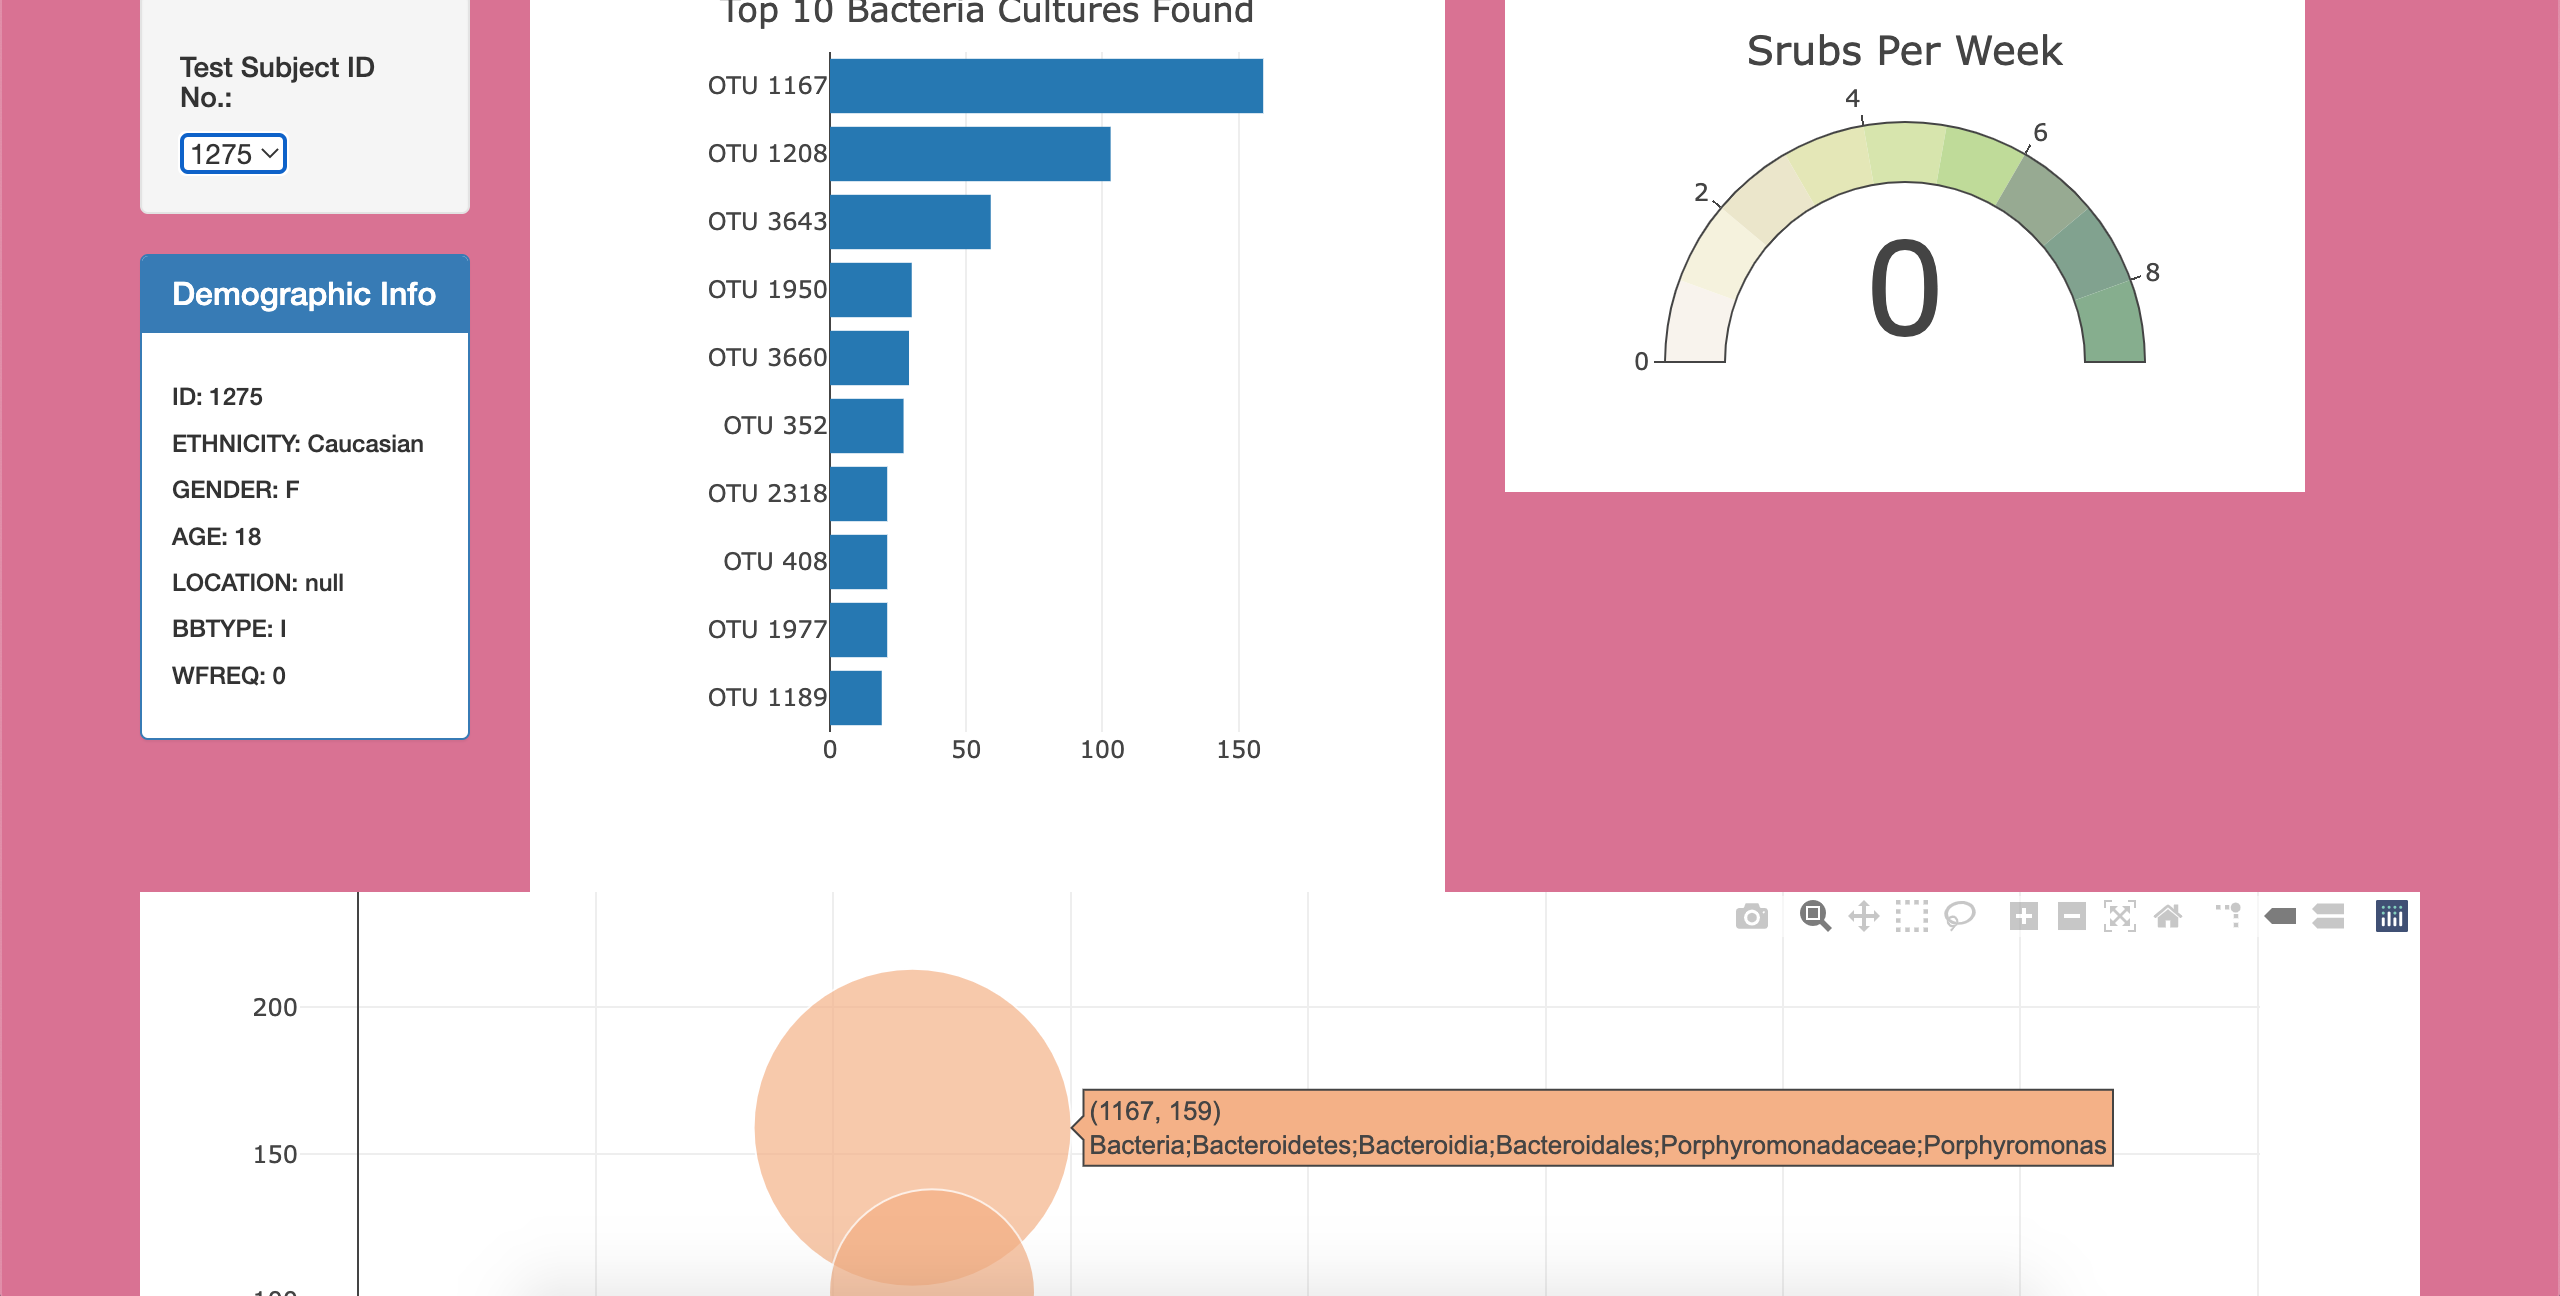 Test Subject ID
No.:
1275
Demographic Info
ID: 1275
ETHNICITY: Caucasian
GENDER: F
AGE: 18
LOCATION: null
BBTYPE: I
WFREQ: 0
Top 10 Bacteria Cultures Found
OTU 1167
OTU 1208
OTU 3643
OTU 1950
OTU 3660
OTU 352
OTU 2318
OTU 408
OTU 1977
OTU 1189
0 50 100 150
Srubs Per Week
0
2
4
6
8
0
200
150
(1167, 159)
Bacteria;Bacteroidetes;Bacteroidia;Bacteroidales;Porphyromonadaceae;Porphyromonas